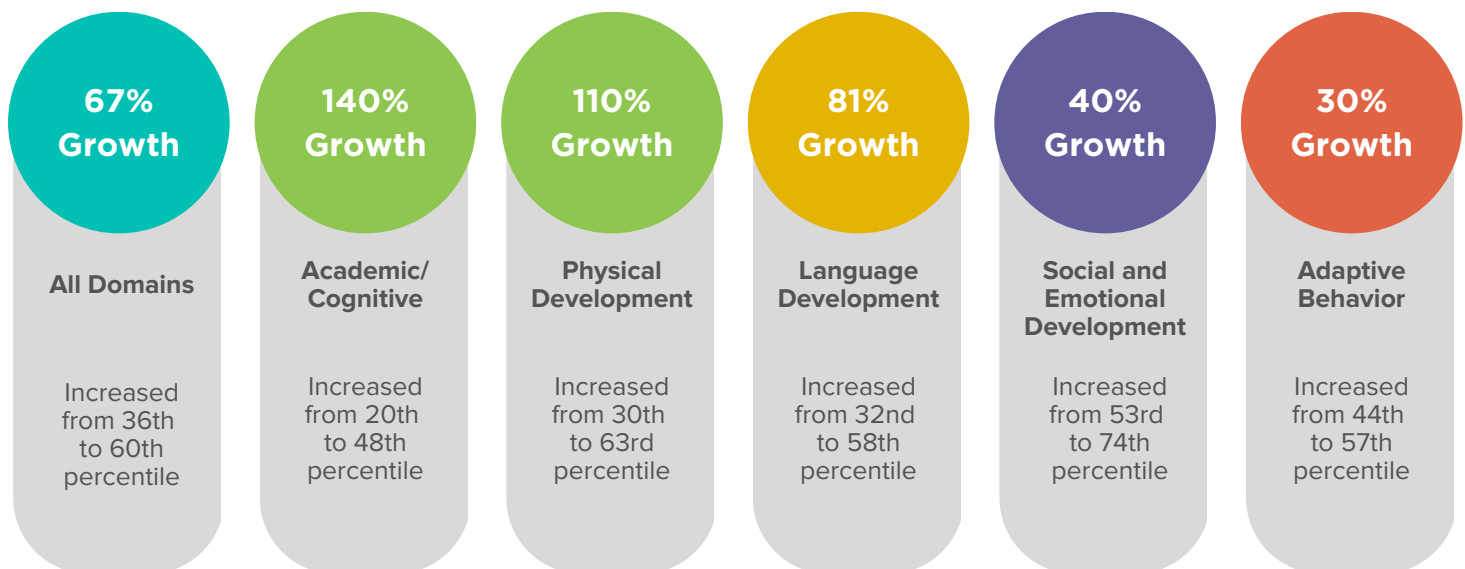 67%
Growth
All Domains
Increased
from 36th
to 60th
percentile
140%
Growth
Academic/
Cognitive
Increased
from 20th
to 48th
percentile
110%
Growth
Physical
Development
Increased
from 30th
to 63rd
percentile
81%
Growth
Language
Development
Increased
from 32nd
to 58th
percentile
40%
Growth
Social and
Emotional
Development
Increased
from 53rd
to 74th
percentile
30%
Growth
Adaptive
Behavior
Increased
from 44th
to 57th
percentile